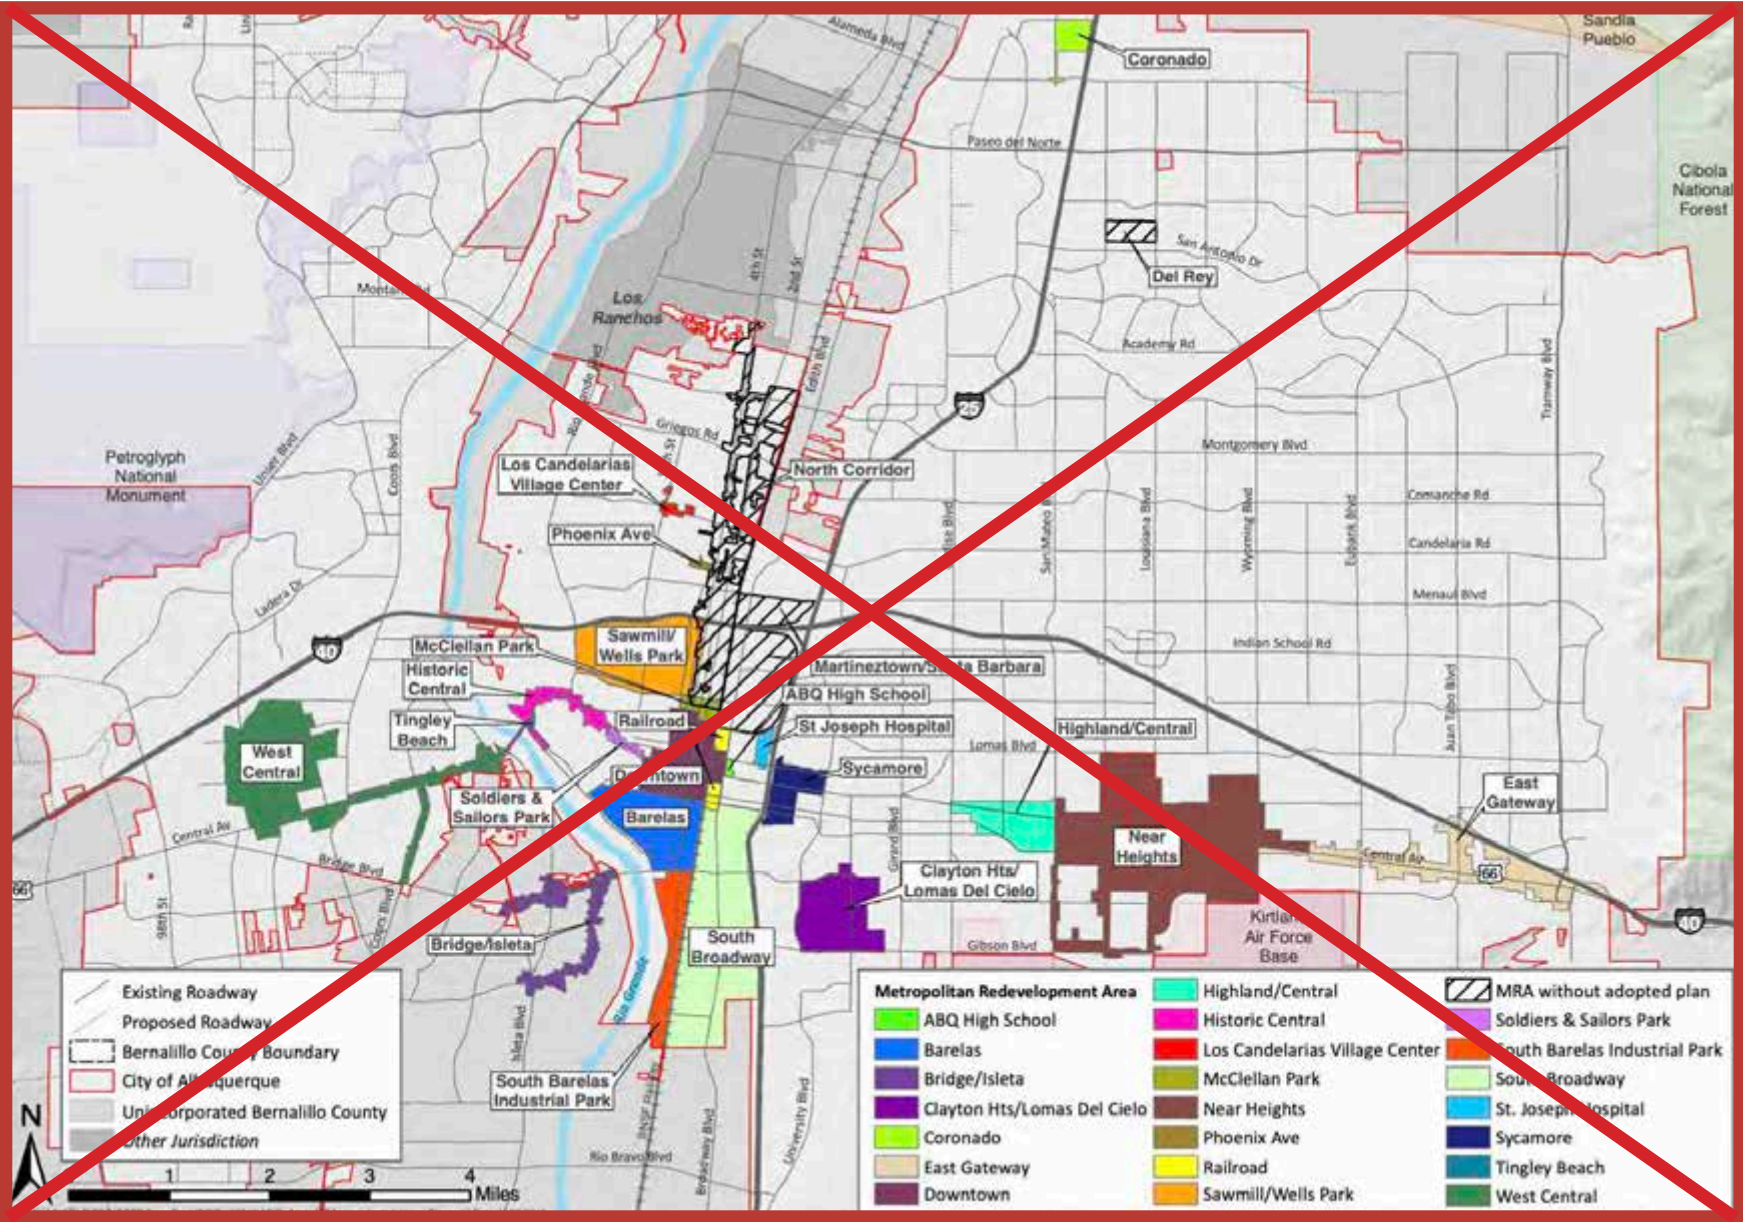 Alameda Blvd
Sandia
Pueblo
Coronado
Paseo del Norte
Cibola
National
Forest
4th St
2nd St
San Antonio Dr
Del Rey
Los
Ranchos
Edith Blvd
Academy Rd
Tramway Blvd
Griegos Rd
Montgomery Blvd
Petroglyph
National
Monument
Unser Blvd
Coors Blvd
Los Candelarias
Village Center
North Corridor
Comanche Rd
San Mateo Blvd
Louisiana Blvd
Wyoming Blvd
Eubank Blvd
Phoenix Ave
Candelaria Rd
Ladera Dr
Menaul Blvd
Indian School Rd
Sawmill/
Wells Park
McClellan Park
Historic
Central
Martineztown/Santa Barbara
Juan Tabo Blvd
ABQ High School
Tingley
Beach
Railroad
St Joseph Hospital
Highland/Central
Lomas Blvd
West
Central
Downtown
Sycamore
East
Gateway
Soldiers &
Sailors Park
Barelas
Central Av
Near
Heights
Girard Blvd
Central Av
Bridge Blvd
66
66
Clayton Hts/
Lomas Del Cielo
98th St
Coors Blvd
Bridge/Isleta
South
Broadway
Gibson Blvd
Kirtland
Air Force
Base
Rio Grande
Isleta Blvd
South Barelas
Industrial Park
Broadway Blvd
University Blvd
Rio Bravo Blvd
Existing Roadway
Proposed Roadway
Bernalillo County Boundary
City of Albuquerque
Unincorporated Bernalillo County
Other Jurisdiction
N
1 2 3 4
Miles
Metropolitan Redevelopment Area
ABQ High School
Barelas
Bridge/Isleta
Clayton Hts/Lomas Del Cielo
Coronado
East Gateway
Downtown
Highland/Central
Historic Central
Los Candelarias Village Center
McClellan Park
Near Heights
Phoenix Ave
Railroad
Sawmill/Wells Park
MRA without adopted plan
Soldiers & Sailors Park
South Barelas Industrial Park
South Broadway
St. Joseph Hospital
Sycamore
Tingley Beach
West Central